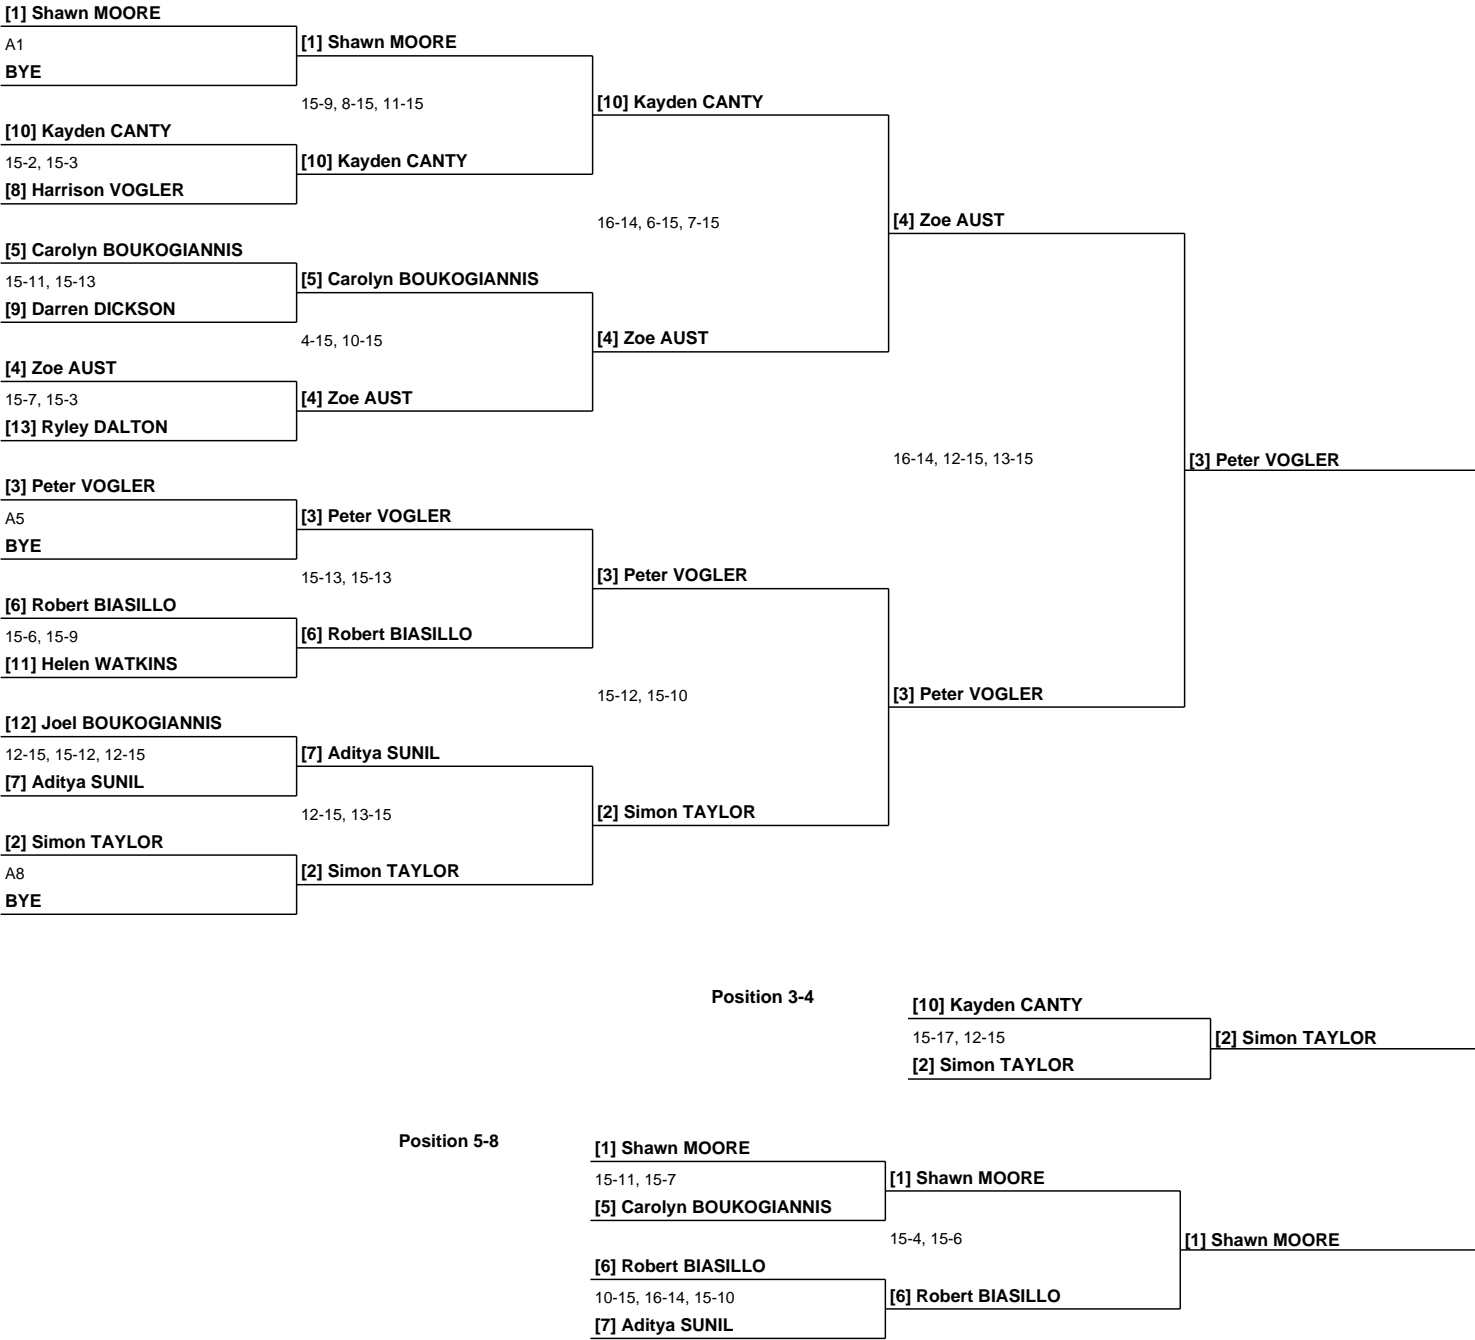 [1] Shawn MOORE
A1
[1] Shawn MOORE
BYE
15-9, 8-15, 11-15
[10] Kayden CANTY
[10] Kayden CANTY
15-2, 15-3
[10] Kayden CANTY
[8] Harrison VOGLER
16-14, 6-15, 7-15
[4] Zoe AUST
[5] Carolyn BOUKOGIANNIS
15-11, 15-13
[5] Carolyn BOUKOGIANNIS
[9] Darren DICKSON
4-15, 10-15
[4] Zoe AUST
[4] Zoe AUST
15-7, 15-3
[4] Zoe AUST
[13] Ryley DALTON
16-14, 12-15, 13-15
[3] Peter VOGLER
[3] Peter VOGLER
A5
[3] Peter VOGLER
BYE
15-13, 15-13
[3] Peter VOGLER
[6] Robert BIASILLO
15-6, 15-9
[6] Robert BIASILLO
[11] Helen WATKINS
15-12, 15-10
[3] Peter VOGLER
[12] Joel BOUKOGIANNIS
12-15, 15-12, 12-15
[7] Aditya SUNIL
[7] Aditya SUNIL
12-15, 13-15
[2] Simon TAYLOR
[2] Simon TAYLOR
A8
[2] Simon TAYLOR
BYE
Position 3-4
[10] Kayden CANTY
15-17, 12-15
[2] Simon TAYLOR
[2] Simon TAYLOR
Position 5-8
[1] Shawn MOORE
15-11, 15-7
[1] Shawn MOORE
[5] Carolyn BOUKOGIANNIS
15-4, 15-6
[1] Shawn MOORE
[6] Robert BIASILLO
10-15, 16-14, 15-10
[6] Robert BIASILLO
[7] Aditya SUNIL